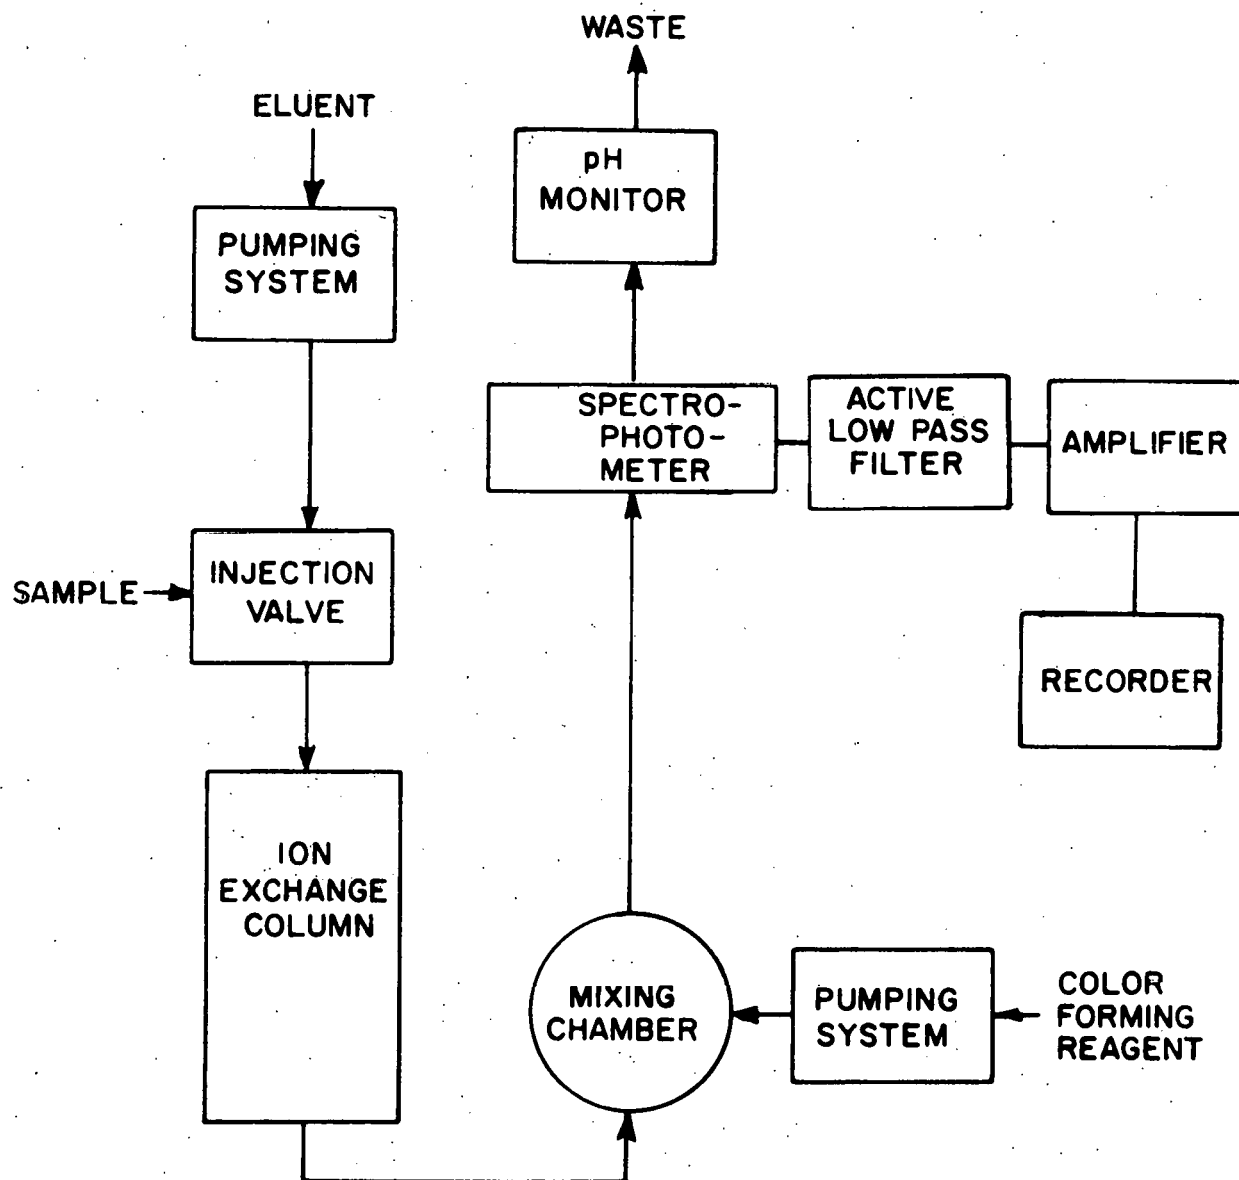 WASTE
ELUENT
pH
MONITOR
PUMPING
SYSTEM
SPECTRO-
PHOTO-
METER
ACTIVE
LOW PASS
FILTER
AMPLIFIER
SAMPLE
INJECTION
VALVE
RECORDER
ION
EXCHANGE
COLUMN
MIXING
CHAMBER
PUMPING
SYSTEM
COLOR
FORMING
REAGENT